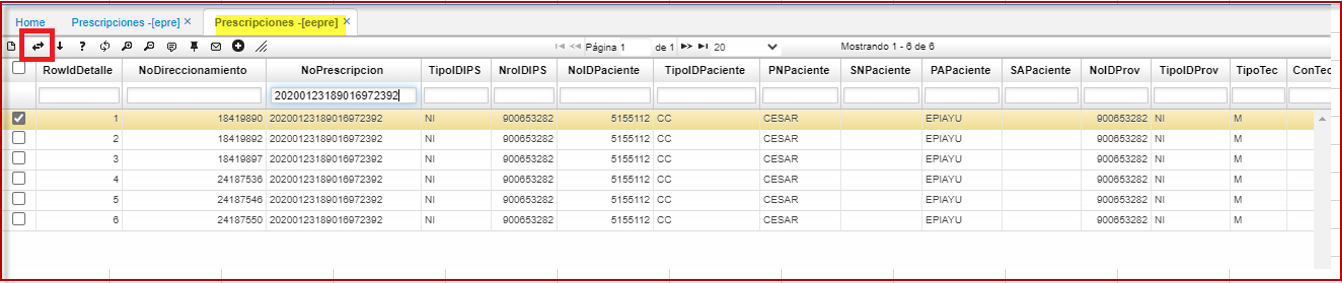 Home Prescripciones -[epre] × Prescripciones -[eepre] ×
? Página 1 de 1 20 Mostrando 1 - 6 de 6
RowIdDetalle NoDireccionamiento NoPrescripcion TipoIDIPS NroIDIPS NoIDPaciente TipoIDPaciente PNPaciente SNPaciente PAPaciente SAPaciente NoIDProv TipoIDProv TipoTec ConTec
20200123189016972392
1 18419890 20200123189016972392 NI 900653282 5155112 CC CESAR EPIAYU 900653282 NI M
2 18419892 20200123189016972392 NI 900653282 5155112 CC CESAR EPIAYU 900653282 NI M
3 18419897 20200123189016972392 NI 900653282 5155112 CC CESAR EPIAYU 900653282 NI M
4 24187536 20200123189016972392 NI 900653282 5155112 CC CESAR EPIAYU 900653282 NI M
5 24187546 20200123189016972392 NI 900653282 5155112 CC CESAR EPIAYU 900653282 NI M
6 24187550 20200123189016972392 NI 900653282 5155112 CC CESAR EPIAYU 900653282 NI M